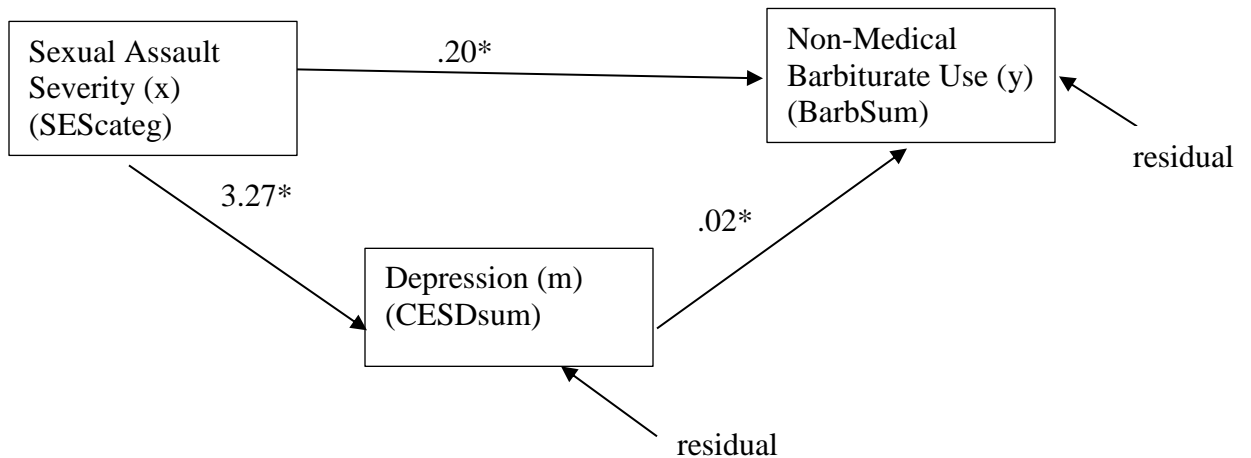 Sexual Assault
Severity (x)
(SEScateg)
.20*
Non-Medical
Barbiturate Use (y)
(BarbSum)
residual
3.27*
.02*
Depression (m)
(CESDsum)
residual